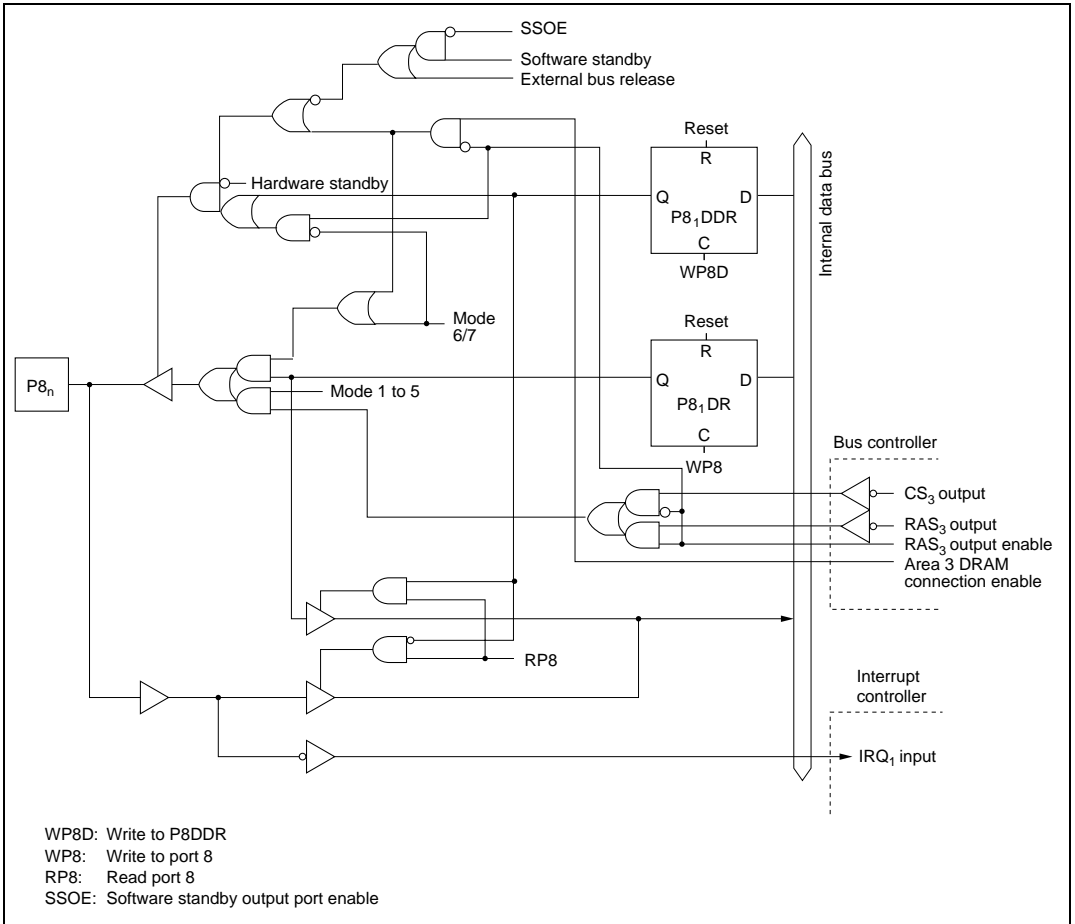 SSOE
Software standby
External bus release
Reset
R
Hardware standby
Q
D
P8₁DDR
C
WP8D
Internal data bus
Mode
6/7
Reset
R
P8ₙ
Mode 1 to 5
Q
D
P8₁DR
C
WP8
Bus controller
CS₃ output
RAS₃ output
RAS₃ output enable
Area 3 DRAM
connection enable
RP8
Interrupt
controller
IRQ₁ input
WP8D: Write to P8DDR
WP8: Write to port 8
RP8: Read port 8
SSOE: Software standby output port enable